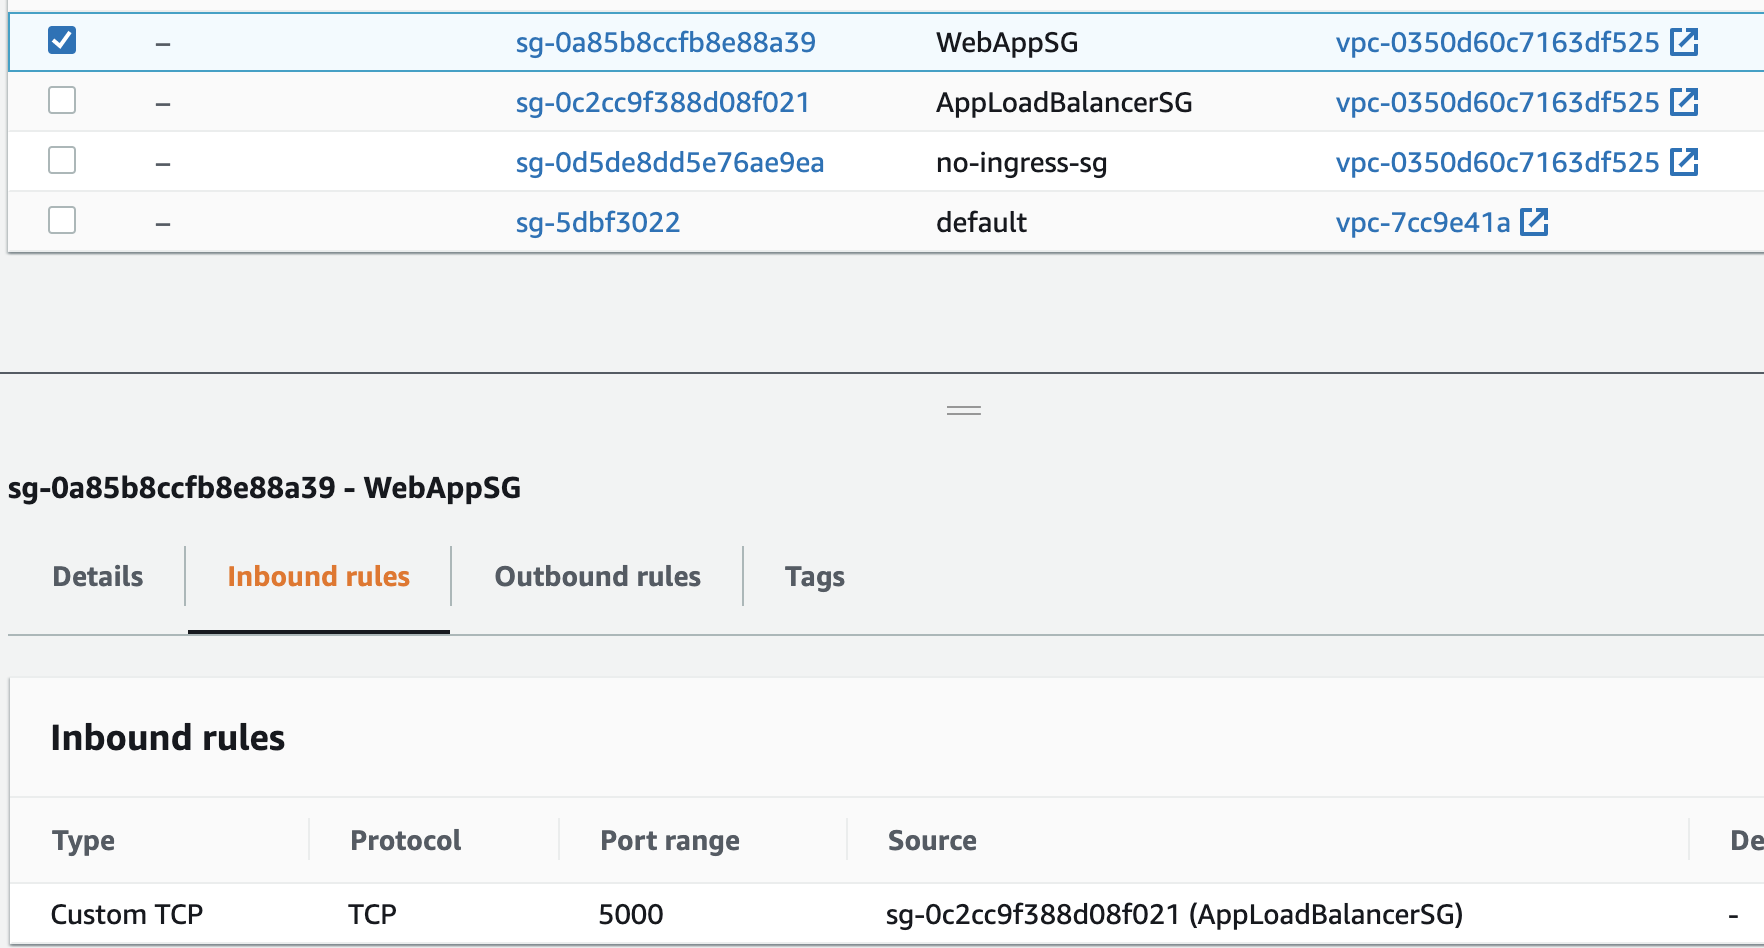 – sg-0a85b8ccfb8e88a39 WebAppSG vpc-0350d60c7163df525
– sg-0c2cc9f388d08f021 AppLoadBalancerSG vpc-0350d60c7163df525
– sg-0d5de8dd5e76ae9ea no-ingress-sg vpc-0350d60c7163df525
– sg-5dbf3022 default vpc-7cc9e41a
sg-0a85b8ccfb8e88a39 - WebAppSG
Details Inbound rules Outbound rules Tags
Inbound rules
Type Protocol Port range Source De
Custom TCP TCP 5000 sg-0c2cc9f388d08f021 (AppLoadBalancerSG) -